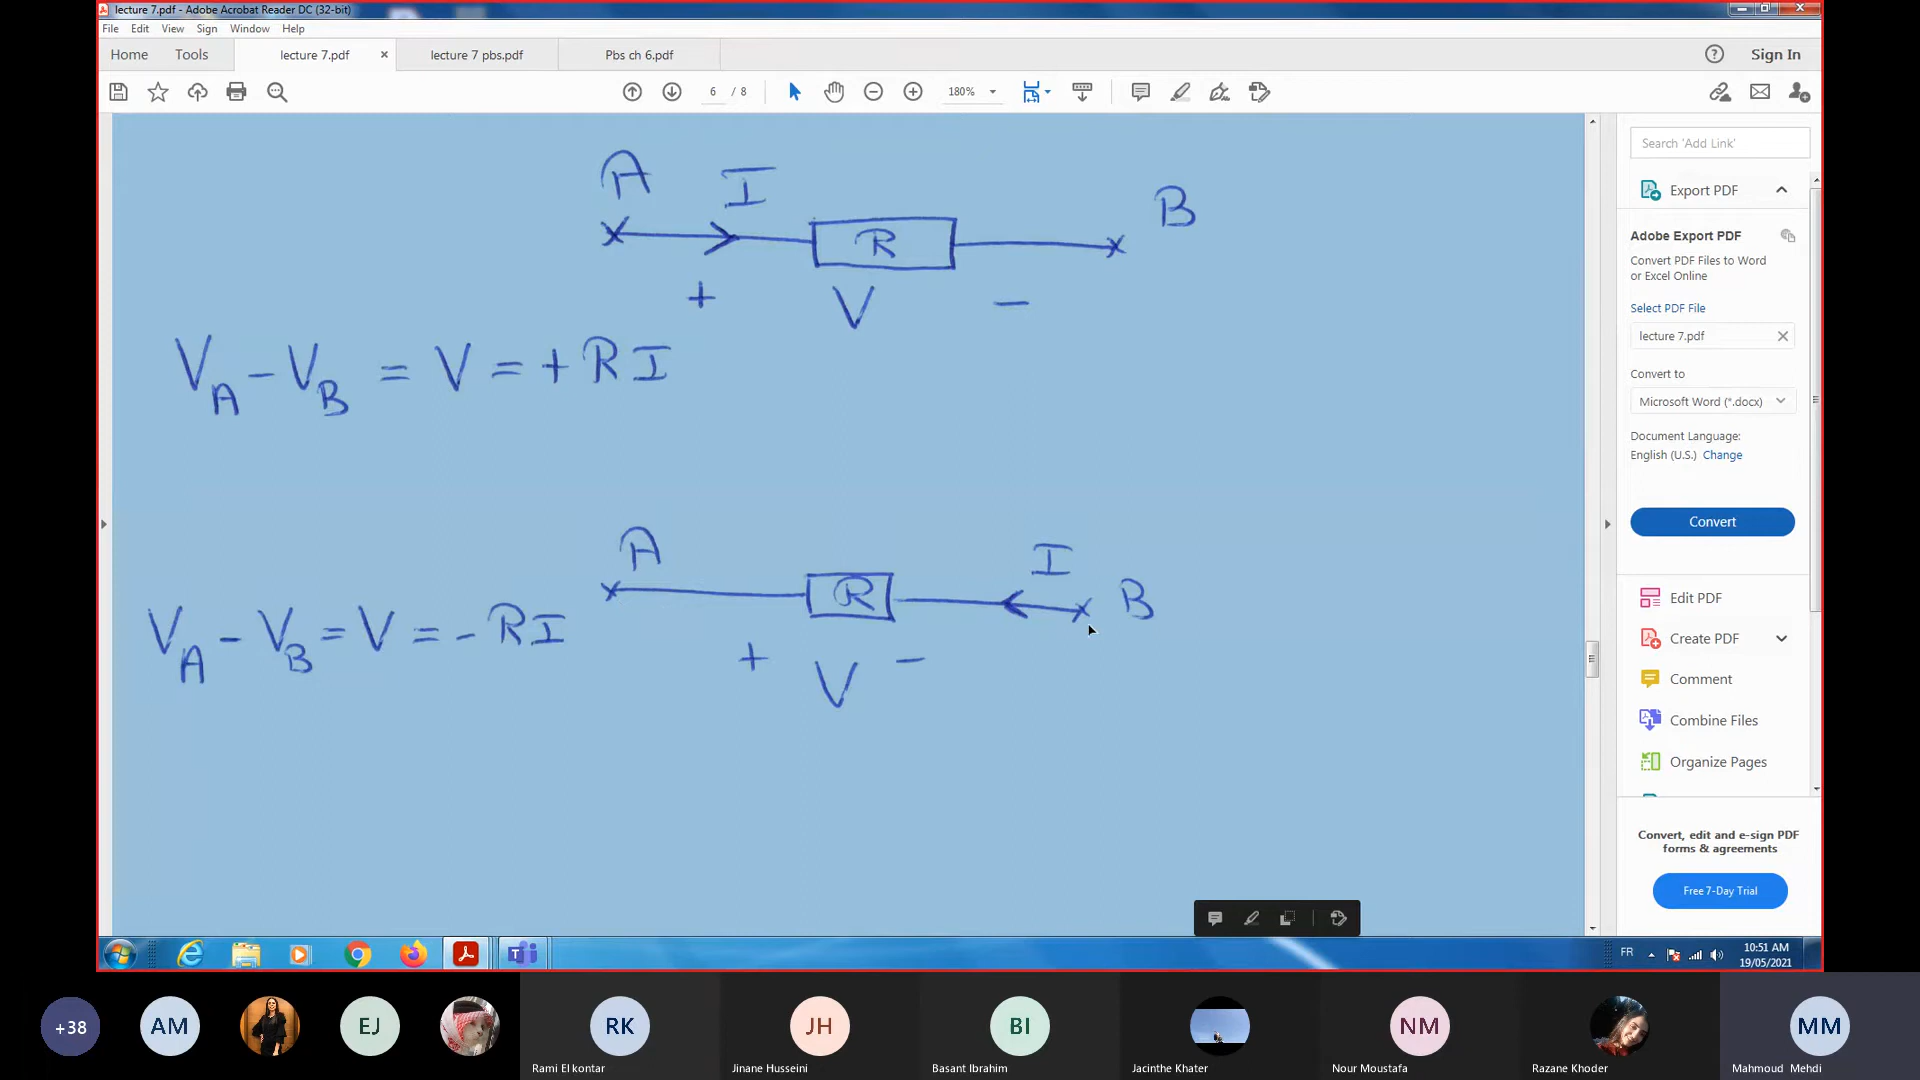 lecture 7.pdf - Adobe Acrobat Reader DC (32-bit)
File Edit View Sign Window Help
Home Tools lecture 7.pdf × lecture 7 pbs.pdf Pbs ch 6.pdf ? Sign In
6 / 8 180%
A I B
R
+ V -
V_A - V_B = V = + R I
A I B
R
V_A - V_B = V = - R I
+ V -
Search 'Add Link'
Export PDF
Adobe Export PDF
Convert PDF Files to Word
or Excel Online
Select PDF File
lecture 7.pdf
Convert to
Microsoft Word (*.docx)
Document Language:
English (U.S.) Change
Convert
Edit PDF
Create PDF
Comment
Combine Files
Organize Pages
Convert, edit and e-sign PDF
forms & agreements
Free 7-Day Trial
FR 10:51 AM
19/05/2021
+38 AM EJ RK JH BI NM MM
Rami El kontar Jinane Husseini Basant Ibrahim Jacinthe Khater Nour Moustafa Razane Khoder Mahmoud Mehdi